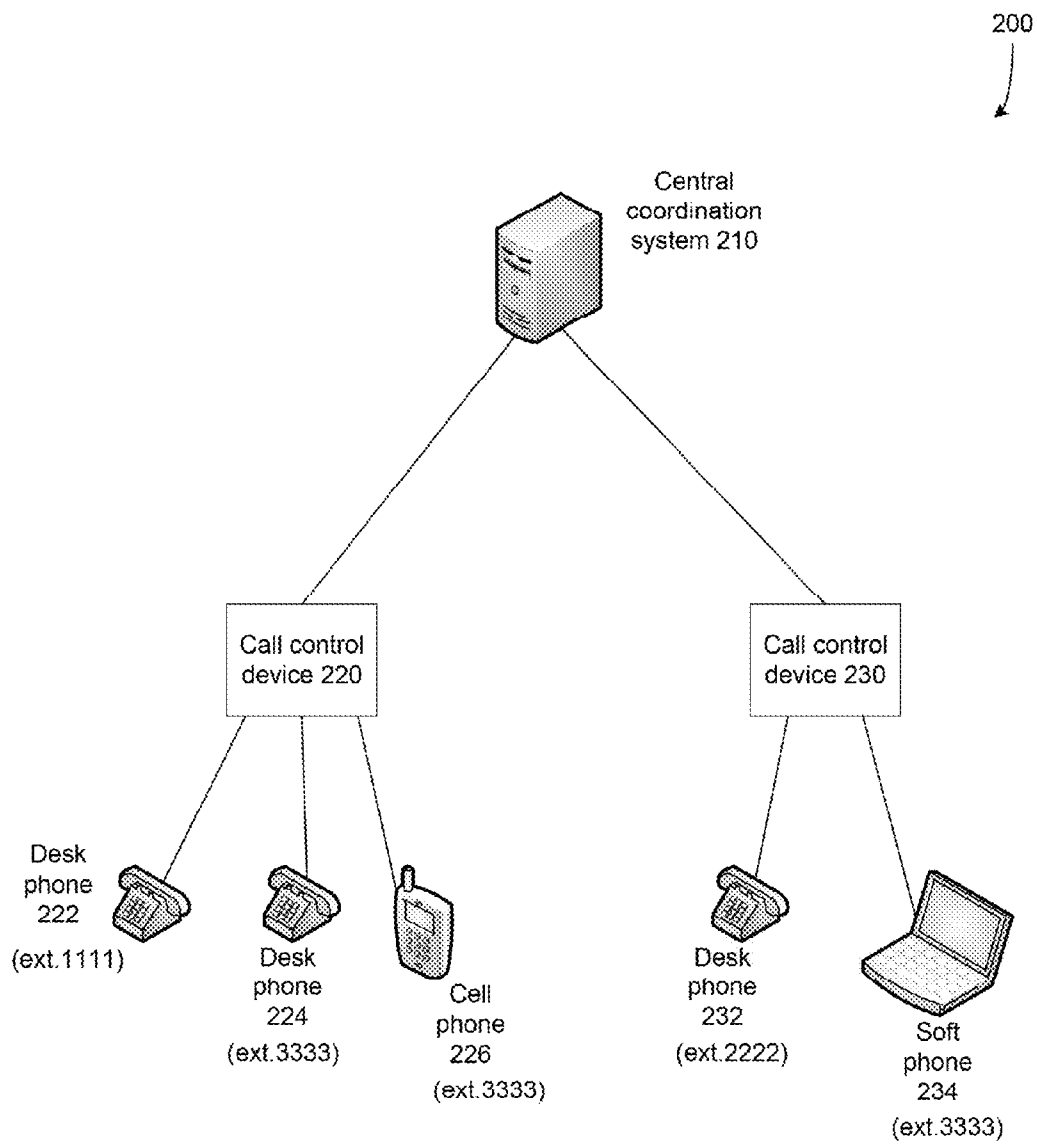 200
Central
coordination
system 210
Call control
device 220
Call control
device 230
Desk
phone
222
(ext.1111)
Desk
phone
224
(ext.3333)
Cell
phone
226
(ext.3333)
Desk
phone
232
(ext.2222)
Soft
phone
234
(ext.3333)